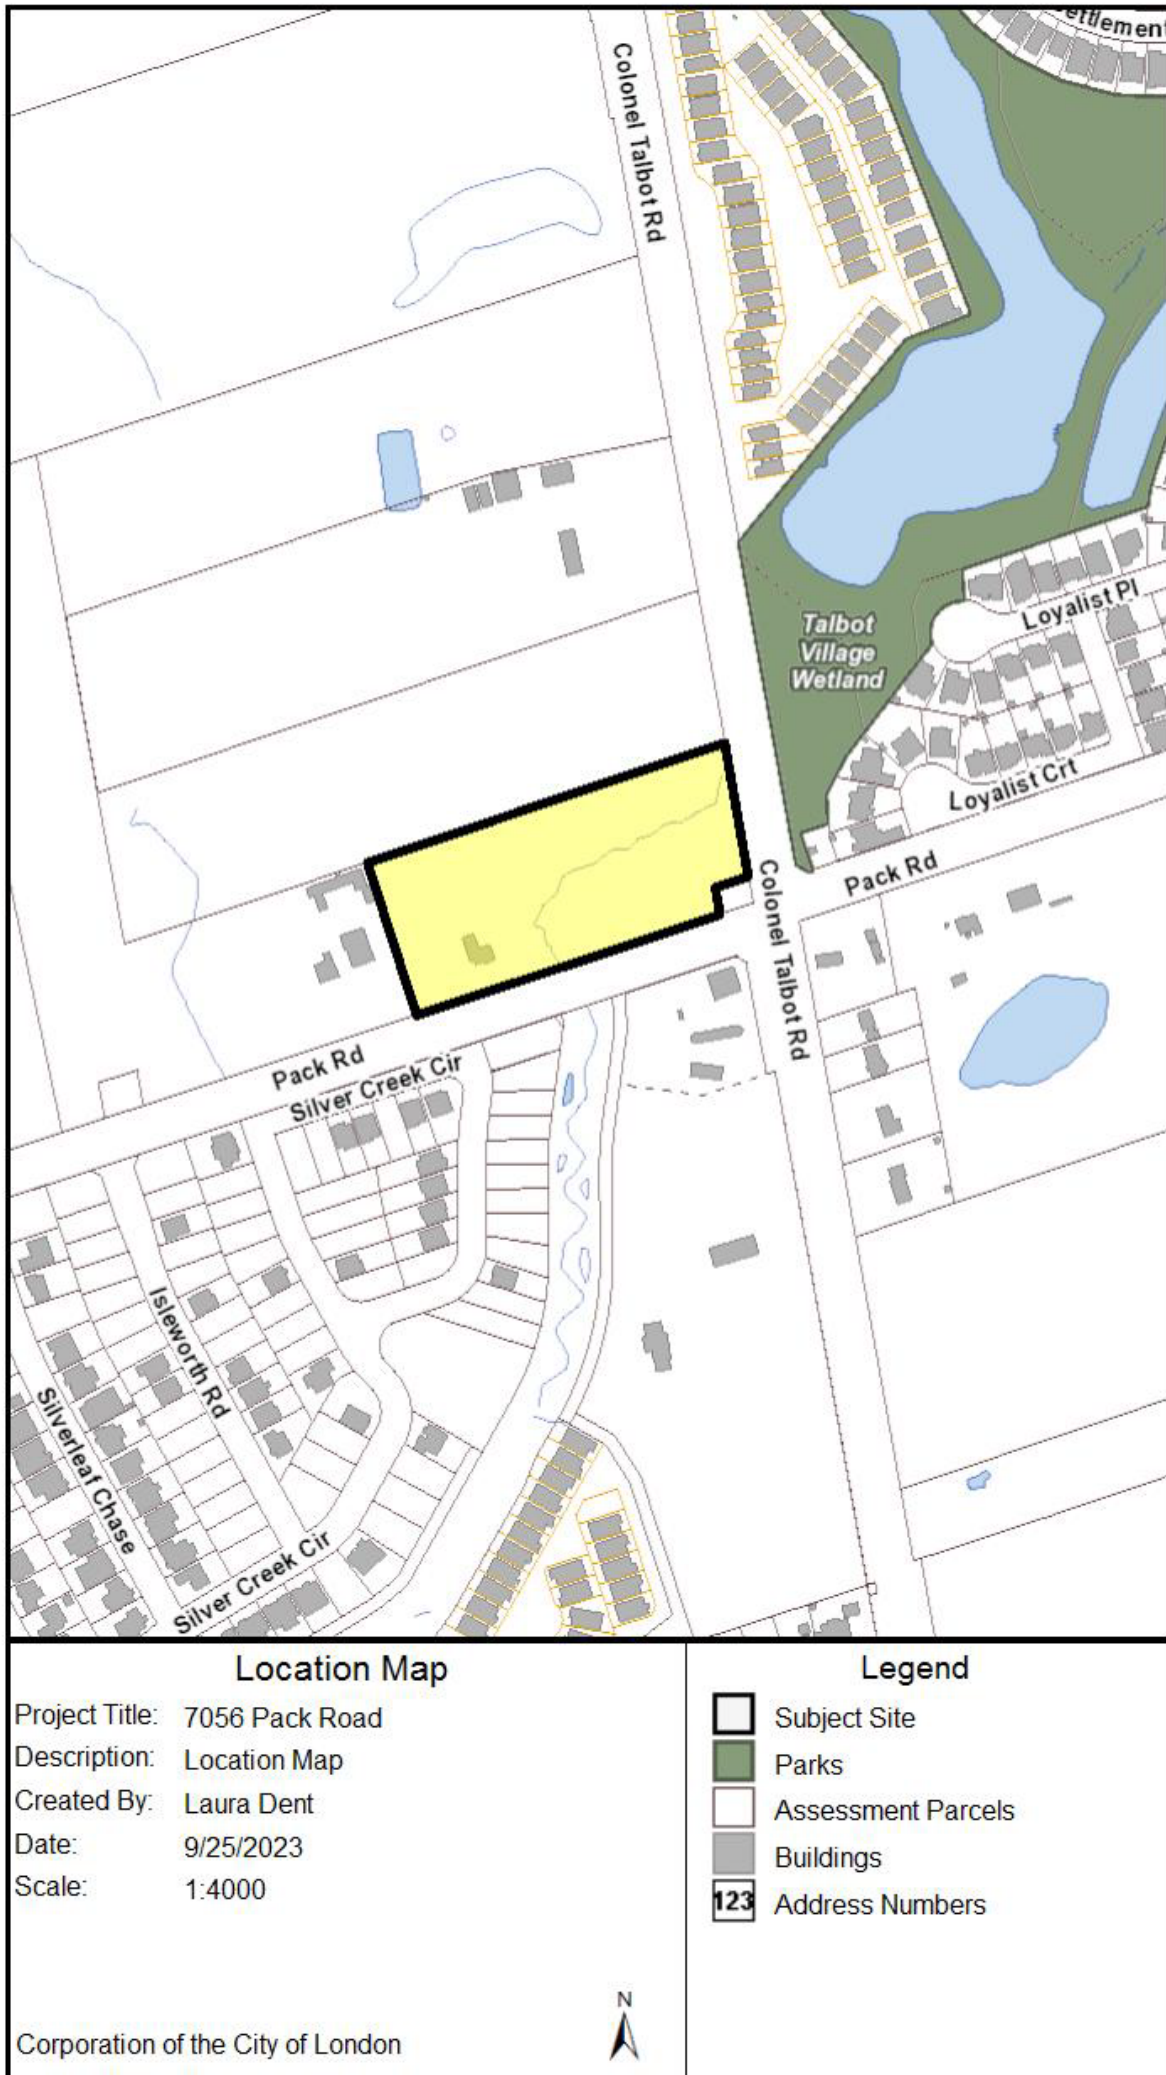 ettlement
Colonel Talbot Rd
Talbot
Village
Wetland
Loyalist Pl
Loyalist Crt
Pack Rd
Colonel Talbot Rd
Pack Rd
Silver Creek Cir
Isleworth Rd
Silverleaf Chase
Silver Creek Cir
Location Map
Project Title: 7056 Pack Road
Description: Location Map
Created By: Laura Dent
Date: 9/25/2023
Scale: 1:4000
Corporation of the City of London
N
Legend
Subject Site
Parks
Assessment Parcels
Buildings
123 Address Numbers